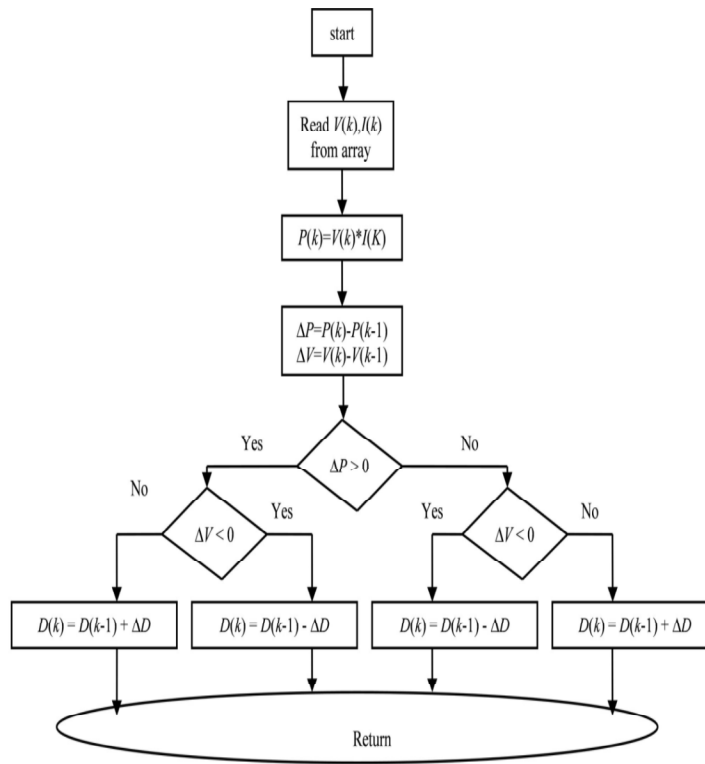 start
Read V(k),I(k)
from array
P(k)=V(k)*I(K)
ΔP=P(k)-P(k-1)
ΔV=V(k)-V(k-1)
Yes
No
ΔP > 0
No
Yes
Yes
No
ΔV < 0
ΔV < 0
D(k) = D(k-1) + ΔD
D(k) = D(k-1) - ΔD
D(k) = D(k-1) - ΔD
D(k) = D(k-1) + ΔD
Return